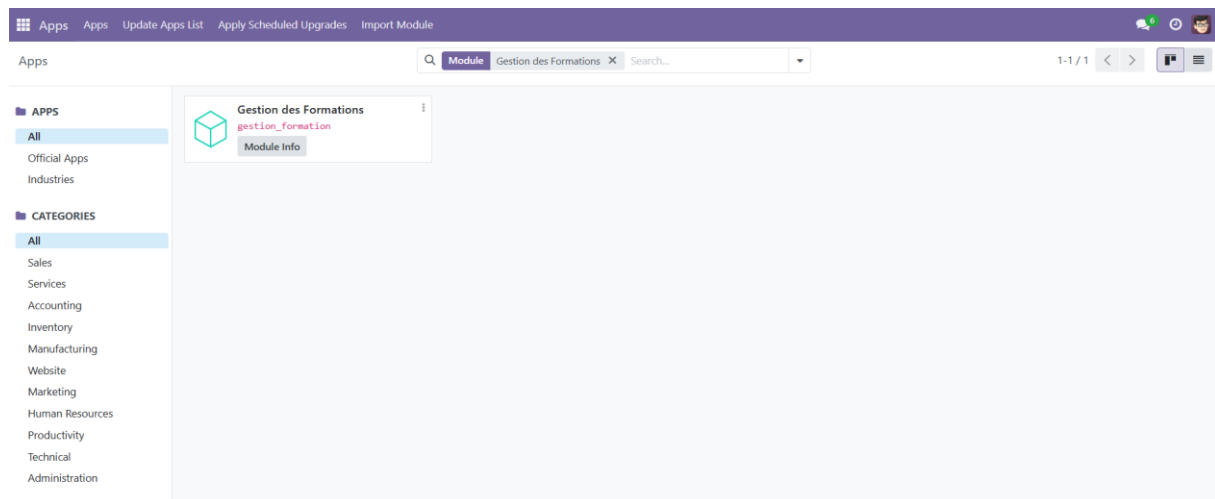 Apps Apps Update Apps List Apply Scheduled Upgrades Import Module 6
Apps Module Gestion des Formations Search... 1-1 / 1
APPS
All
Official Apps
Industries
Gestion des Formations
gestion_formation
Module Info
CATEGORIES
All
Sales
Services
Accounting
Inventory
Manufacturing
Website
Marketing
Human Resources
Productivity
Technical
Administration